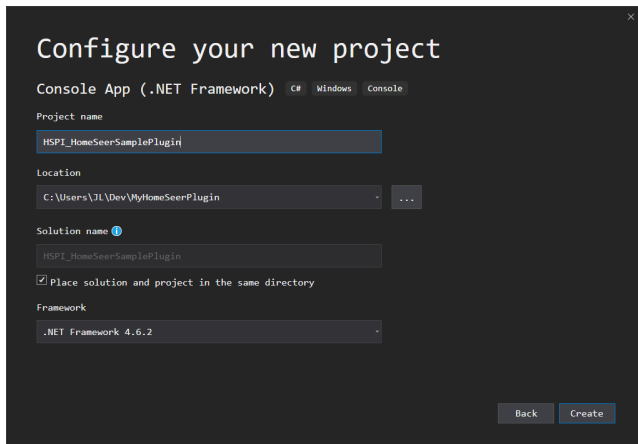 Configure your new project
Console App (.NET Framework) C# Windows Console
Project name
HSPI_HomeSeerSamplePlugin
Location
C:\Users\JL\Dev\MyHomeSeerPlugin
...
Solution name
HSPI_HomeSeerSamplePlugin
Place solution and project in the same directory
Framework
.NET Framework 4.6.2
Back Create